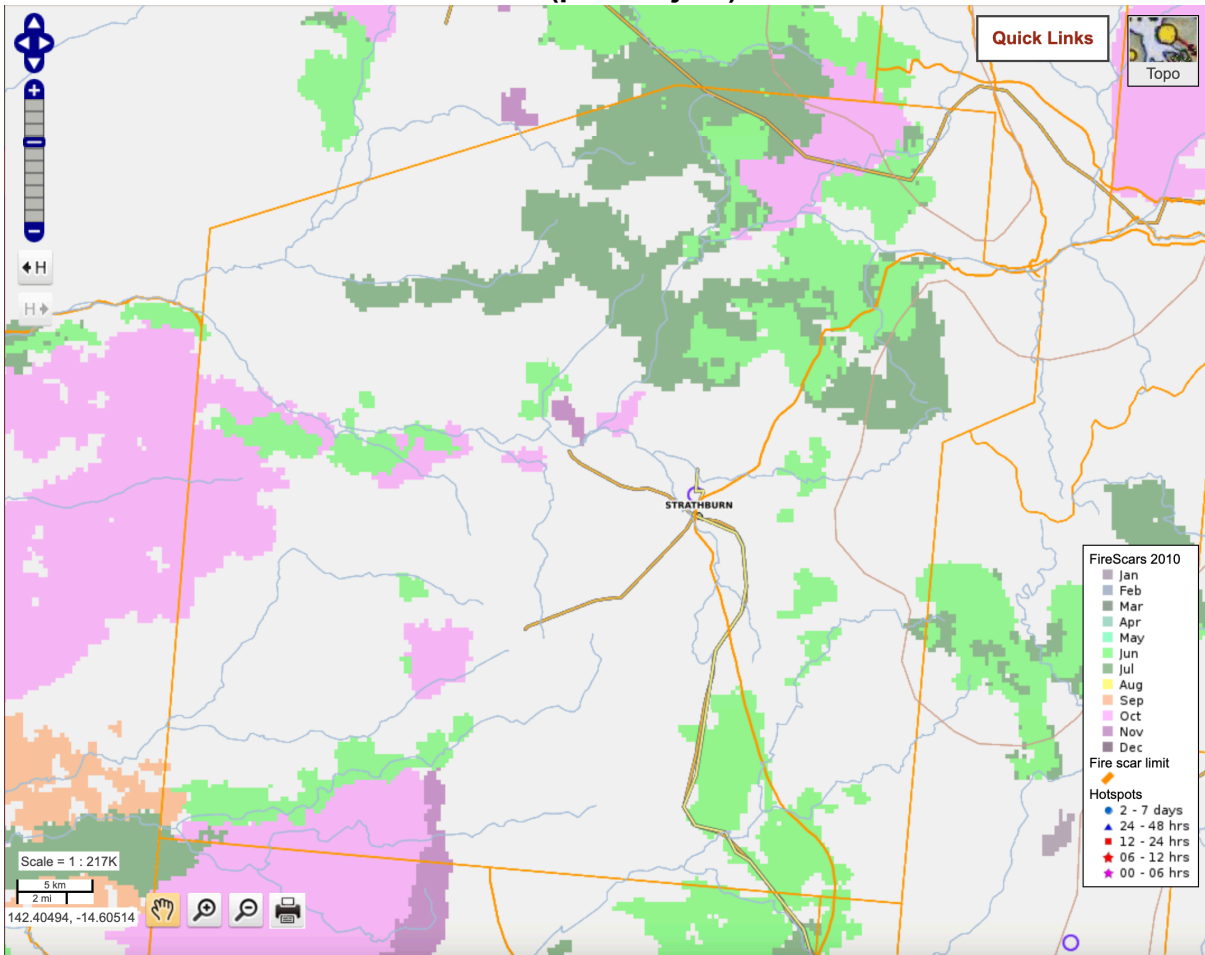 Quick Links
Topo
H
H
STRATHBURN
FireScars 2010
Jan
Feb
Mar
Apr
May
Jun
Jul
Aug
Sep
Oct
Nov
Dec
Fire scar limit
Hotspots
2 - 7 days
24 - 48 hrs
12 - 24 hrs
06 - 12 hrs
00 - 06 hrs
Scale = 1 : 217K
5 km
2 mi
142.40494, -14.60514